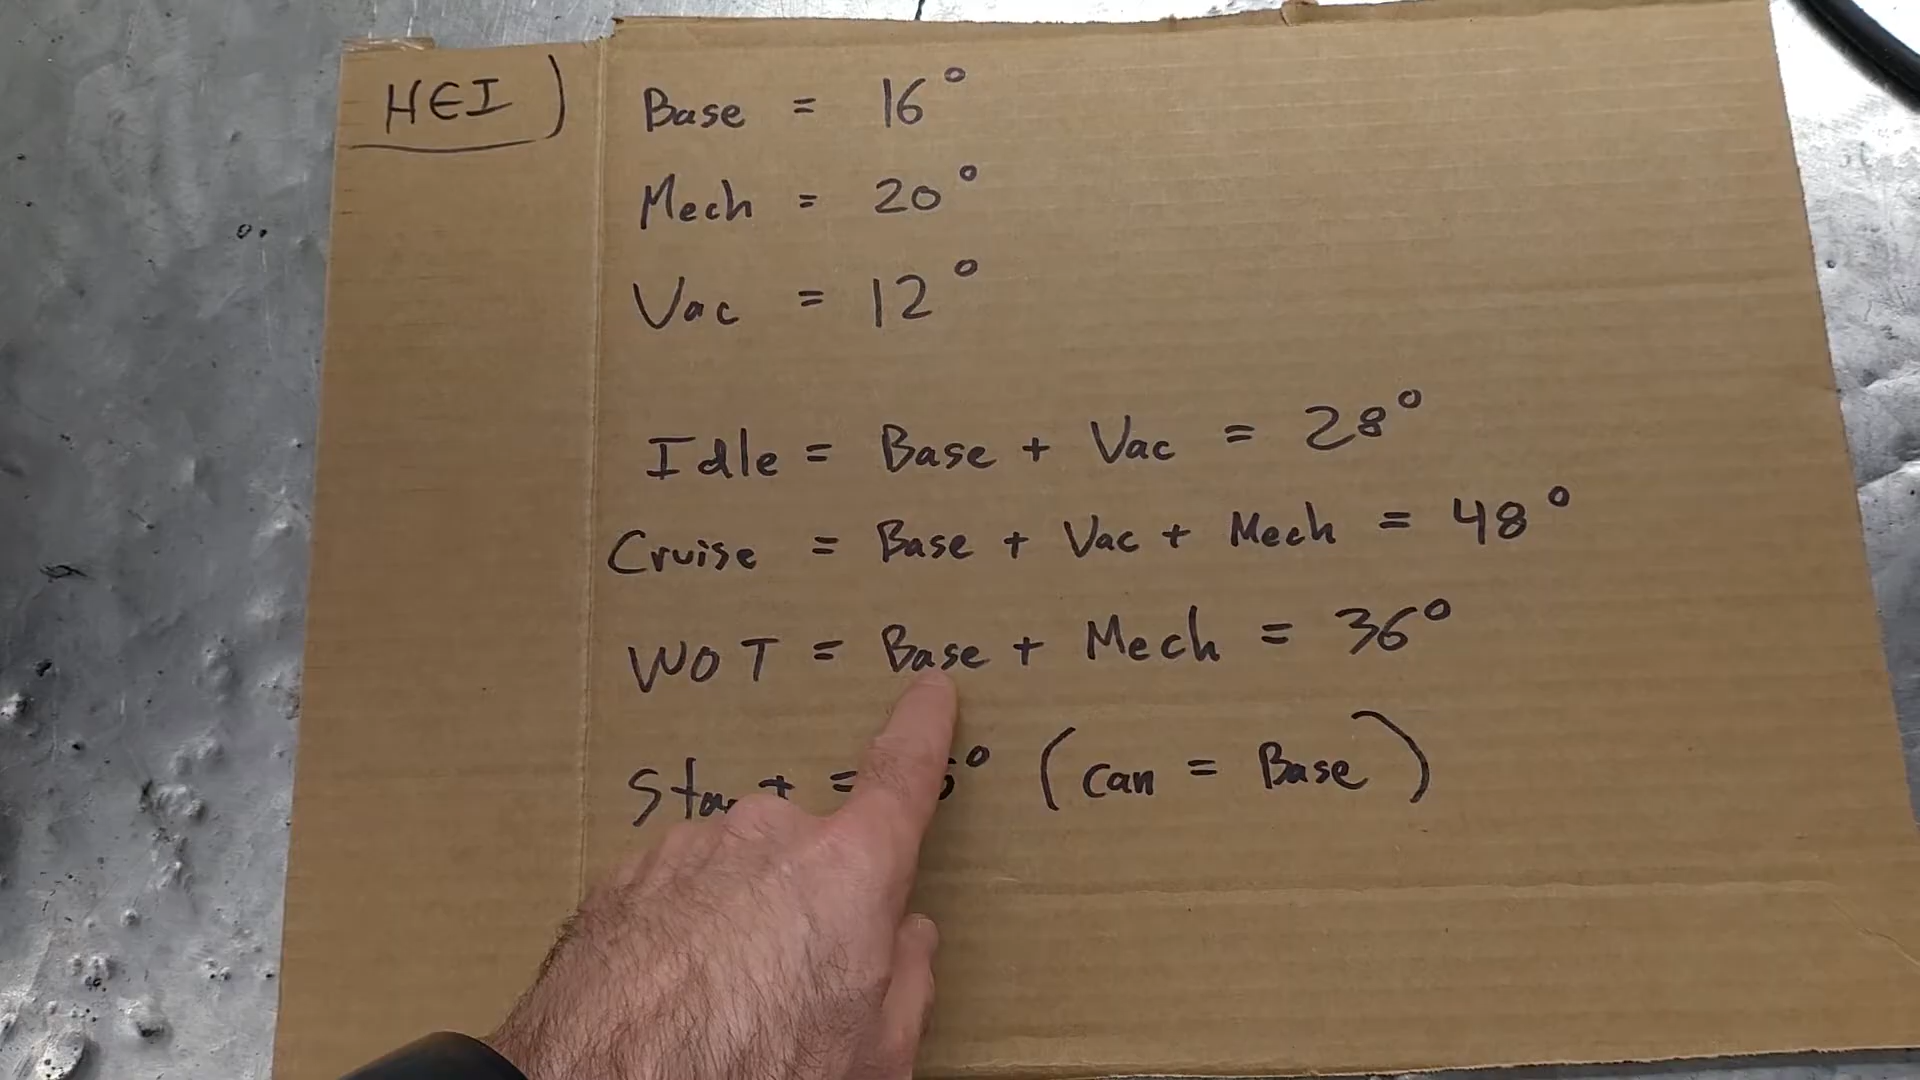 HEI)
Base = 16°
Mech = 20°
Vac = 12°
Idle = Base + Vac = 28°
Cruise = Base + Vac + Mech = 48°
WOT = Base + Mech = 36°
= ° (can = Base)